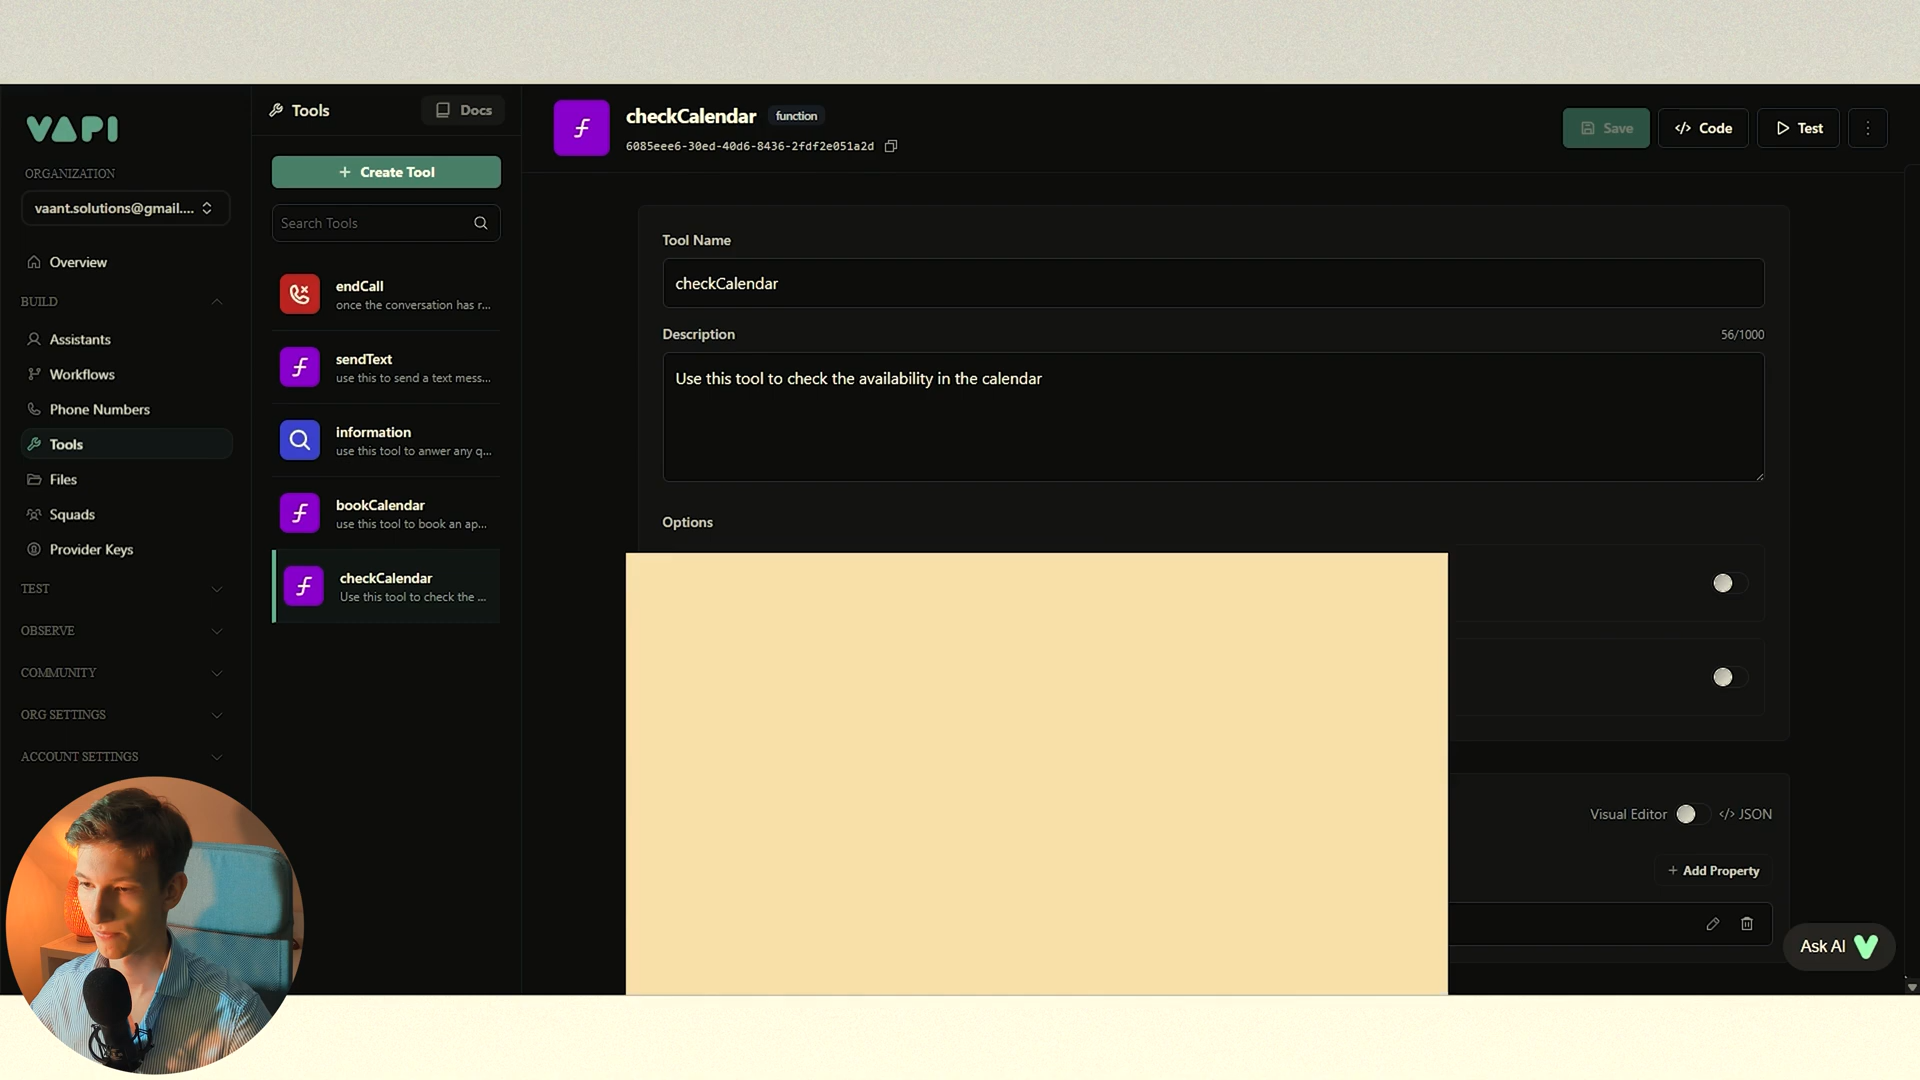 VAPI
ORGANIZATION
vaant.solutions@gmail....
Overview
BUILD
Assistants
Workflows
Phone Numbers
Tools
Files
Squads
Provider Keys
TEST
OBSERVE
COMMUNITY
ORG SETTINGS
ACCOUNT SETTINGS
Tools
Docs
+ Create Tool
Search Tools
endCall
once the conversation has r...
sendText
use this to send a text mess...
information
use this tool to anwer any q...
bookCalendar
use this tool to book an ap...
checkCalendar
Use this tool to check the ...
checkCalendar function
6085eee6-30ed-40d6-8436-2fdf2e051a2d
Save
</> Code
Test
Tool Name
checkCalendar
Description
56/1000
Use this tool to check the availability in the calendar
Options
Visual Editor
</> JSON
+ Add Property
Ask AI